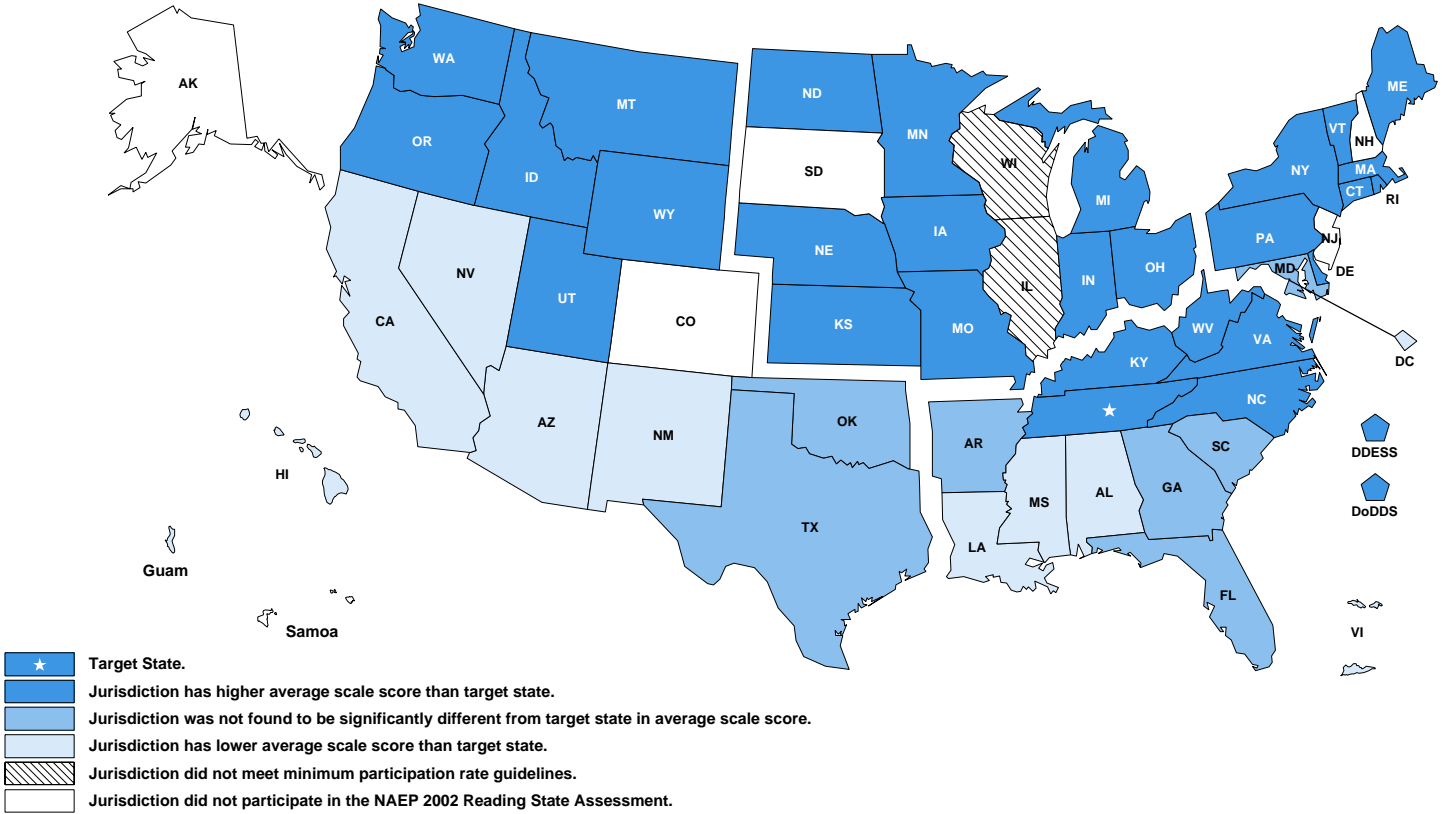 AK
WA
MT
ND
MN
WI
ME
VT
NH
NY
MA
CT
RI
OR
ID
WY
SD
MI
IA
NE
PA
NJ
OH
IN
IL
MD
DE
NV
UT
CO
KS
MO
WV
VA
KY
DC
CA
NC
AZ
NM
OK
AR
SC
DDESS
HI
TX
MS
AL
GA
DoDDS
LA
Guam
FL
Samoa
VI
Target State.
Jurisdiction has higher average scale score than target state.
Jurisdiction was not found to be significantly different from target state in average scale score.
Jurisdiction has lower average scale score than target state.
Jurisdiction did not meet minimum participation rate guidelines.
Jurisdiction did not participate in the NAEP 2002 Reading State Assessment.